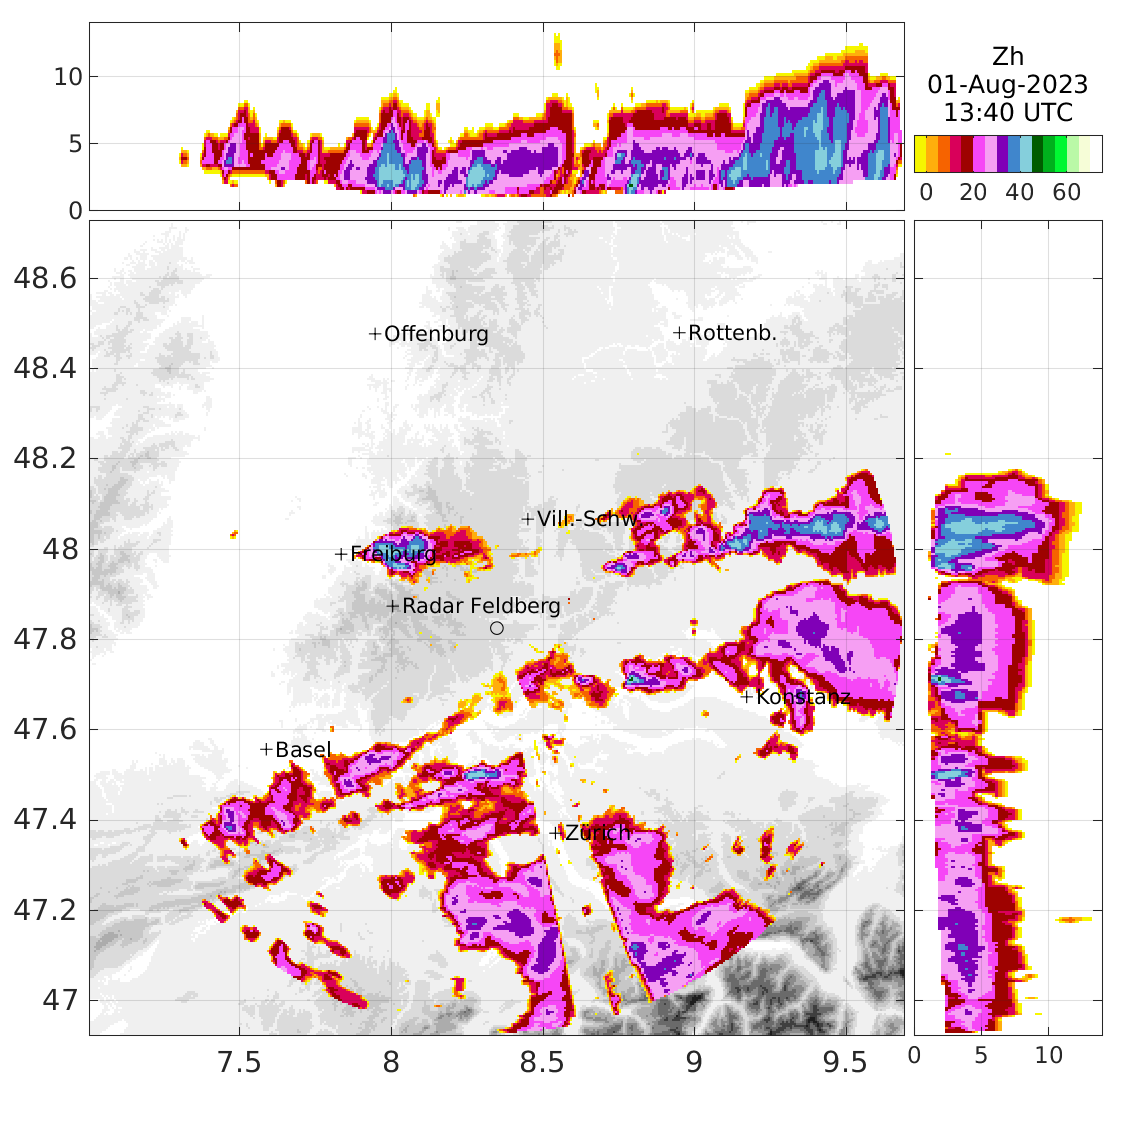 10
5
0
Zh
01-Aug-2023
13:40 UTC
0 20 40 60
48.6
48.4
48.2
48
47.8
47.6
47.4
47.2
47
+Offenburg
+Rottenb.
+Vill.-Schw.
+Freiburg
+Radar Feldberg
+Konstanz
+Basel
+Zürich
7.5 8 8.5 9 9.5
0 5 10